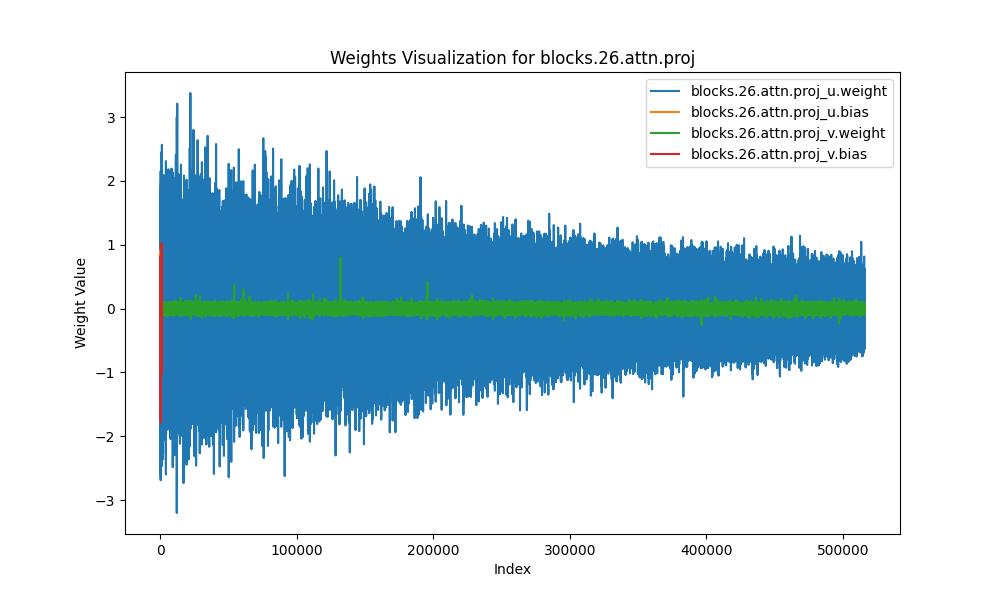 Weights Visualization for blocks.26.attn.proj
blocks.26.attn.proj_u.weight
blocks.26.attn.proj_u.bias
blocks.26.attn.proj_v.weight
blocks.26.attn.proj_v.bias
Weight Value
3
2
1
0
−1
−2
−3
0 100000 200000 300000 400000 500000
Index